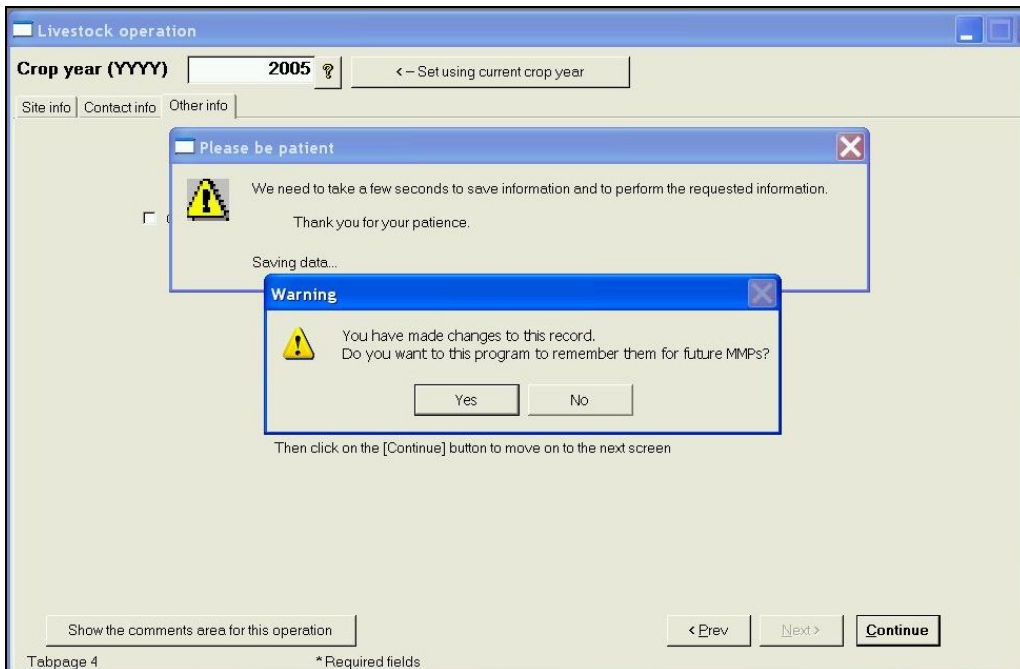 Livestock operation
Crop year (YYYY) 2005 ? <-- Set using current crop year
Site info Contact info Other info
Please be patient
We need to take a few seconds to save information and to perform the requested information.
Thank you for your patience.
Saving data...
Warning
You have made changes to this record.
Do you want to this program to remember them for future MMPs?
Yes No
Then click on the [Continue] button to move on to the next screen
Show the comments area for this operation < Prev Next > Continue
Tabpage 4 * Required fields